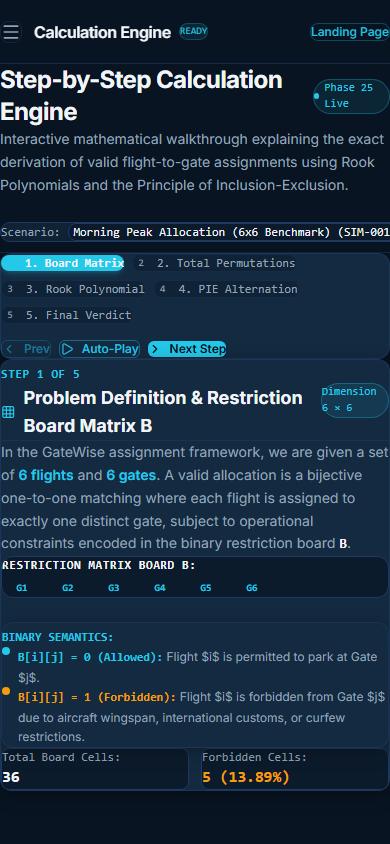 Calculation Engine READY Landing Page
Step-by-Step Calculation
Engine
Phase 25
Live
Interactive mathematical walkthrough explaining the exact
derivation of valid flight-to-gate assignments using Rook
Polynomials and the Principle of Inclusion-Exclusion.
Scenario: Morning Peak Allocation (6x6 Benchmark) (SIM-001
1. Board Matrix 2 2. Total Permutations
3 3. Rook Polynomial 4 4. PIE Alternation
5 5. Final Verdict
Prev Auto-Play Next Step
STEP 1 OF 5
Problem Definition & Restriction
Board Matrix B
Dimension
6 × 6
In the GateWise assignment framework, we are given a set
of 6 flights and 6 gates. A valid allocation is a bijective
one-to-one matching where each flight is assigned to
exactly one distinct gate, subject to operational
constraints encoded in the binary restriction board B.
RESTRICTION MATRIX BOARD B:
G1 G2 G3 G4 G5 G6
BINARY SEMANTICS:
B[i][j] = 0 (Allowed): Flight $i$ is permitted to park at Gate
$j$.
B[i][j] = 1 (Forbidden): Flight $i$ is forbidden from Gate $j$
due to aircraft wingspan, international customs, or curfew
restrictions.
Total Board Cells:
36
Forbidden Cells:
5 (13.89%)